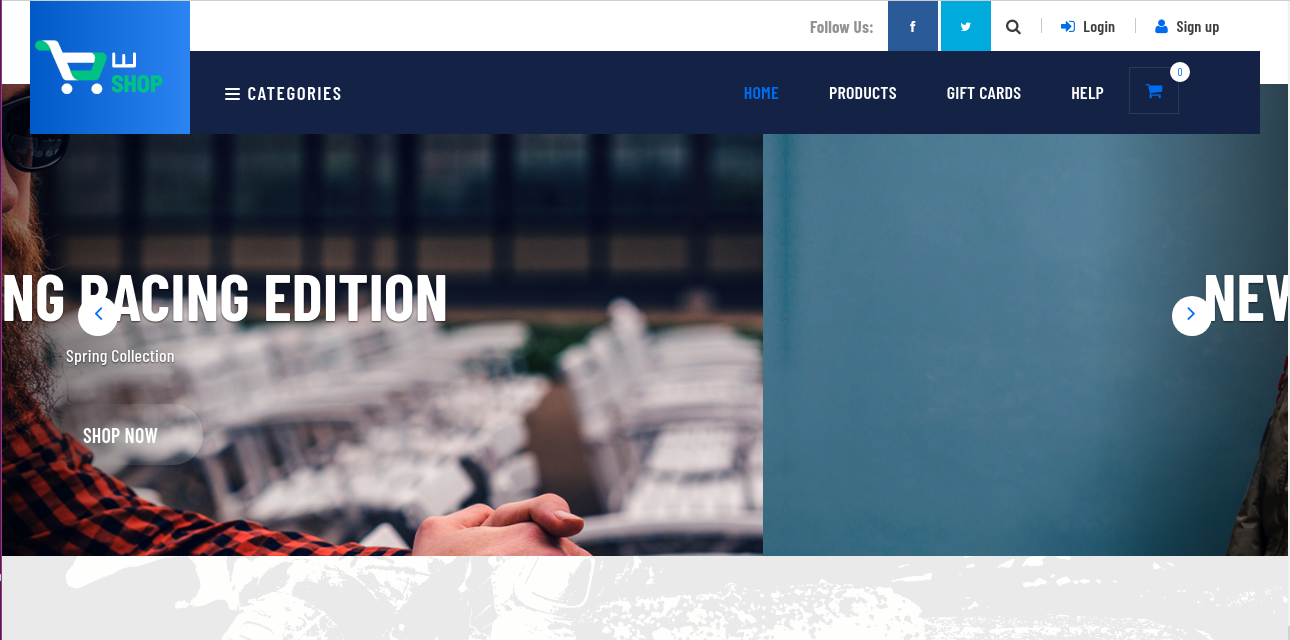 Follow Us:
Login
Sign up
E
SHOP
CATEGORIES
HOME
PRODUCTS
GIFT CARDS
HELP
0
NG RACING EDITION
NEW
Spring Collection
SHOP NOW